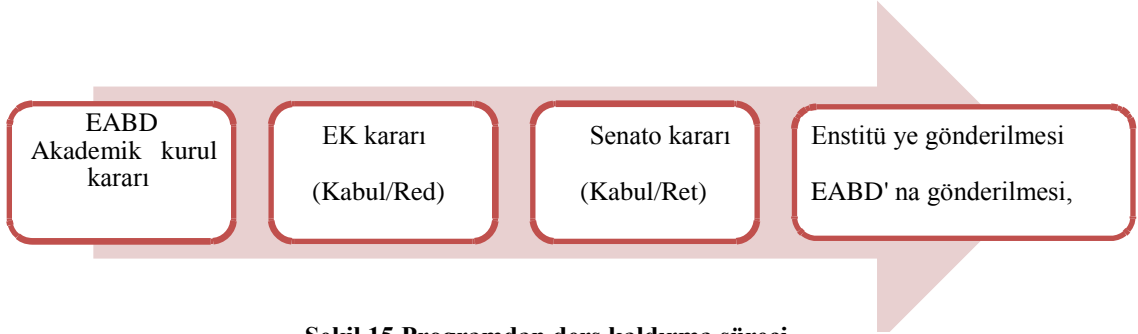 EABD
Akademik kurul
kararı
EK kararı
(Kabul/Red)
Senato kararı
(Kabul/Ret)
Enstitü ye gönderilmesi
EABD' na gönderilmesi,
Şekil 15 Programdan ders kaldırma süreci